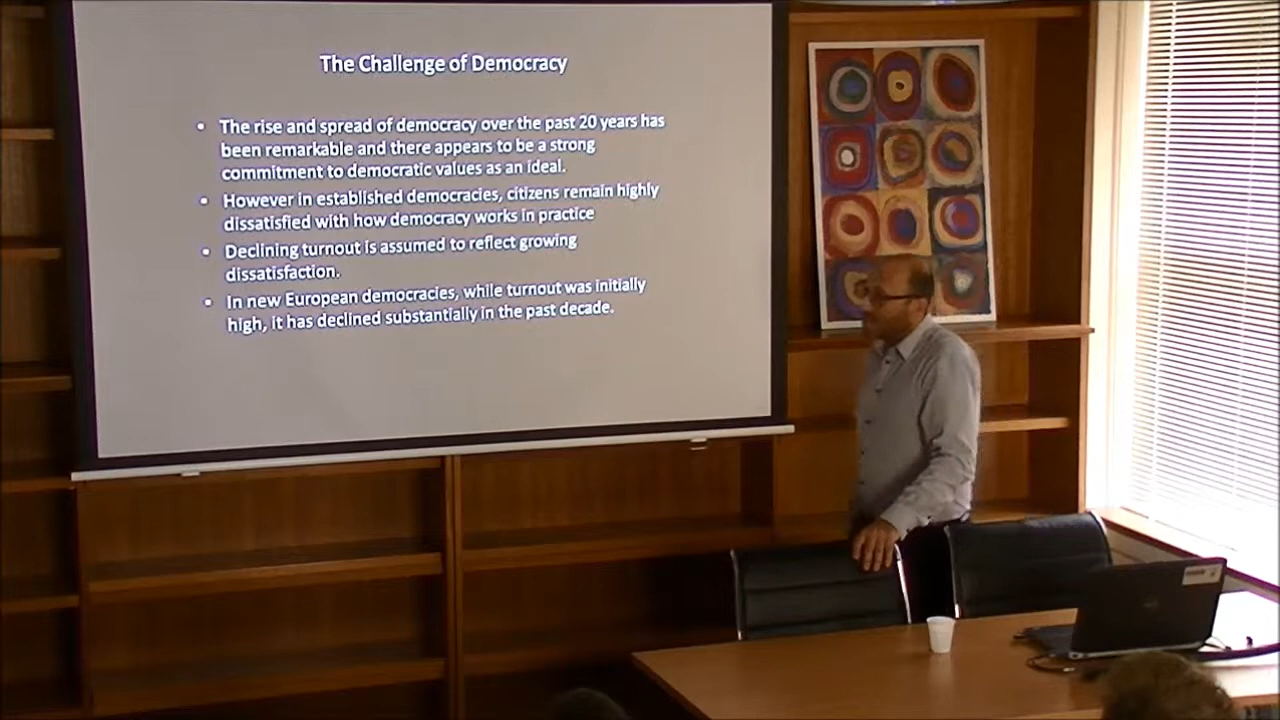 The Challenge of Democracy
• The rise and spread of democracy over the past 20 years has
been remarkable and there appears to be a strong
commitment to democratic values as an ideal.
• However in established democracies, citizens remain highly
dissatisfied with how democracy works in practice
• Declining turnout is assumed to reflect growing
dissatisfaction.
• In new European democracies, while turnout was initially
high, it has declined substantially in the past decade.